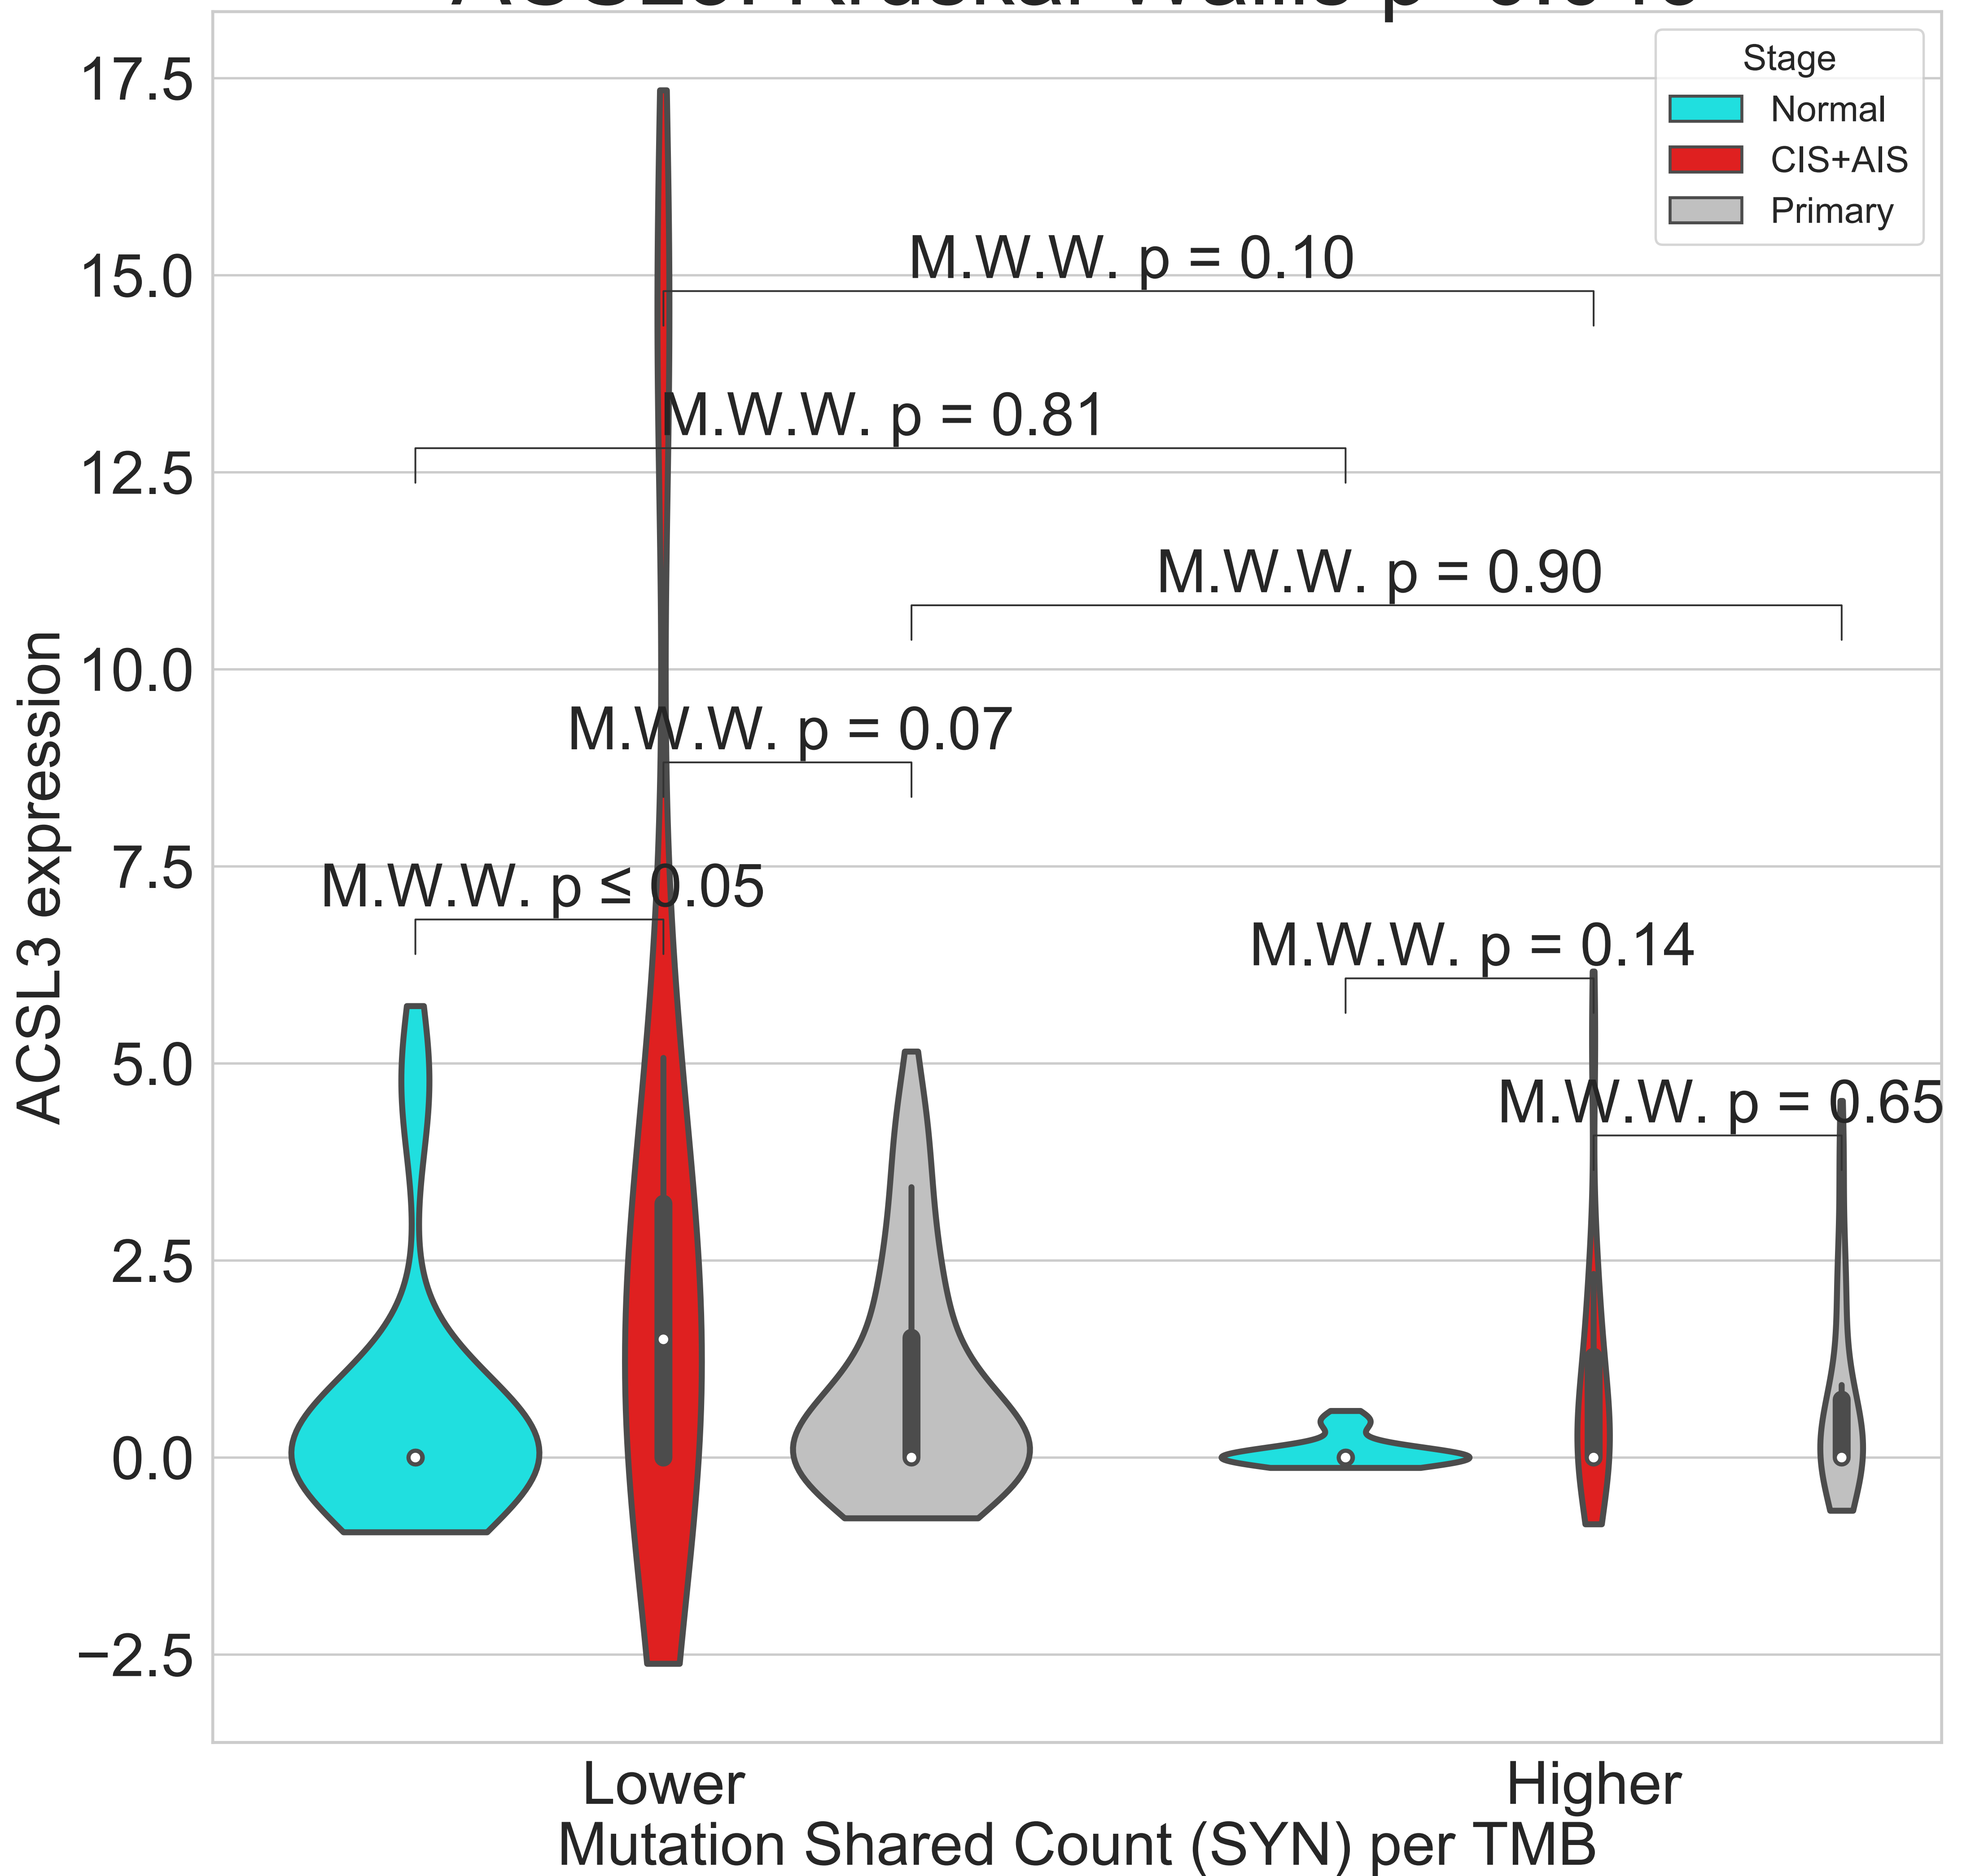 17.5
15.0
12.5
10.0
7.5
5.0
2.5
0.0
−2.5
ACSL3 expression
Stage
Normal
CIS+AIS
Primary
M.W.W. p = 0.10
M.W.W. p = 0.81
M.W.W. p = 0.90
M.W.W. p = 0.07
M.W.W. p ≤ 0.05
M.W.W. p = 0.14
M.W.W. p = 0.65
Lower
Higher
Mutation Shared Count (SYN) per TMB